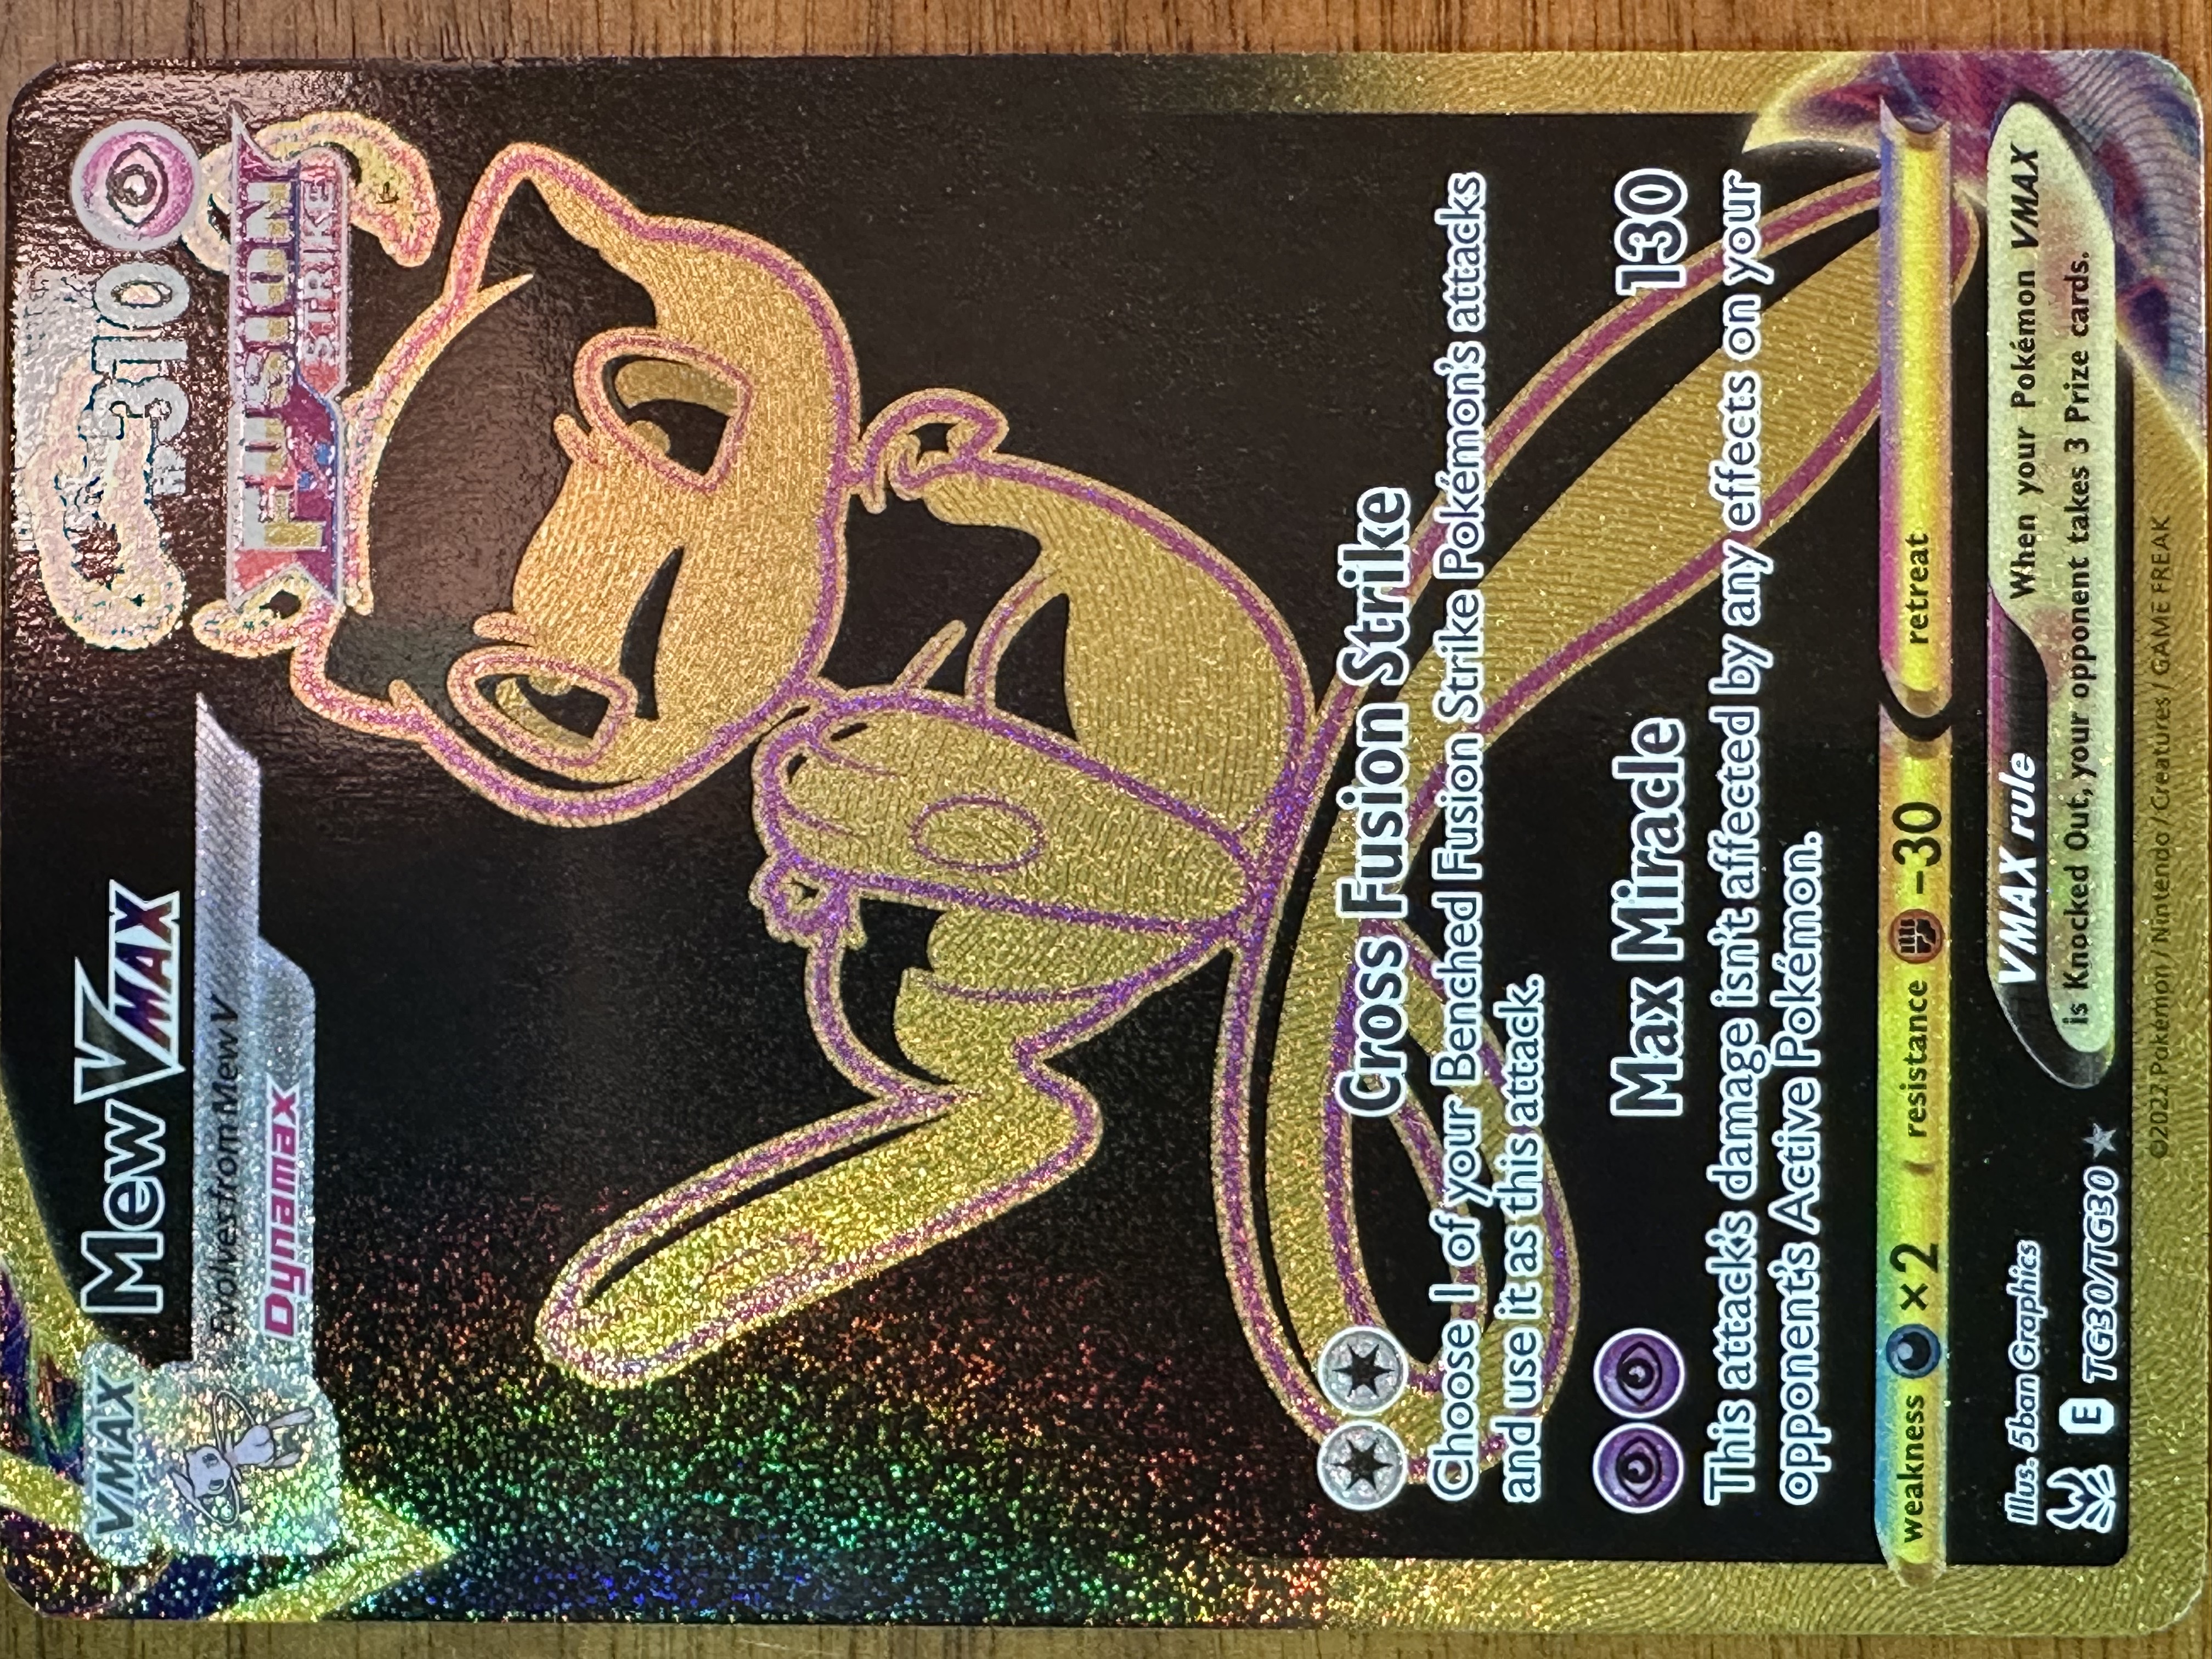 VMAX
Mew VMAX
HP 310
Evolves from Mew V
Dynamax
FUSION
STRIKE
Cross Fusion Strike
Choose 1 of your Benched Fusion Strike Pokémon's attacks
and use it as this attack.
Max Miracle 130
This attack's damage isn't affected by any effects on your
opponent's Active Pokémon.
weakness ×2 resistance -30 retreat
Illus. 5ban Graphics
E TG30/TG30
VMAX rule When your Pokémon VMAX
is Knocked Out, your opponent takes 3 Prize cards.
©2022 Pokémon / Nintendo / Creatures / GAME FREAK